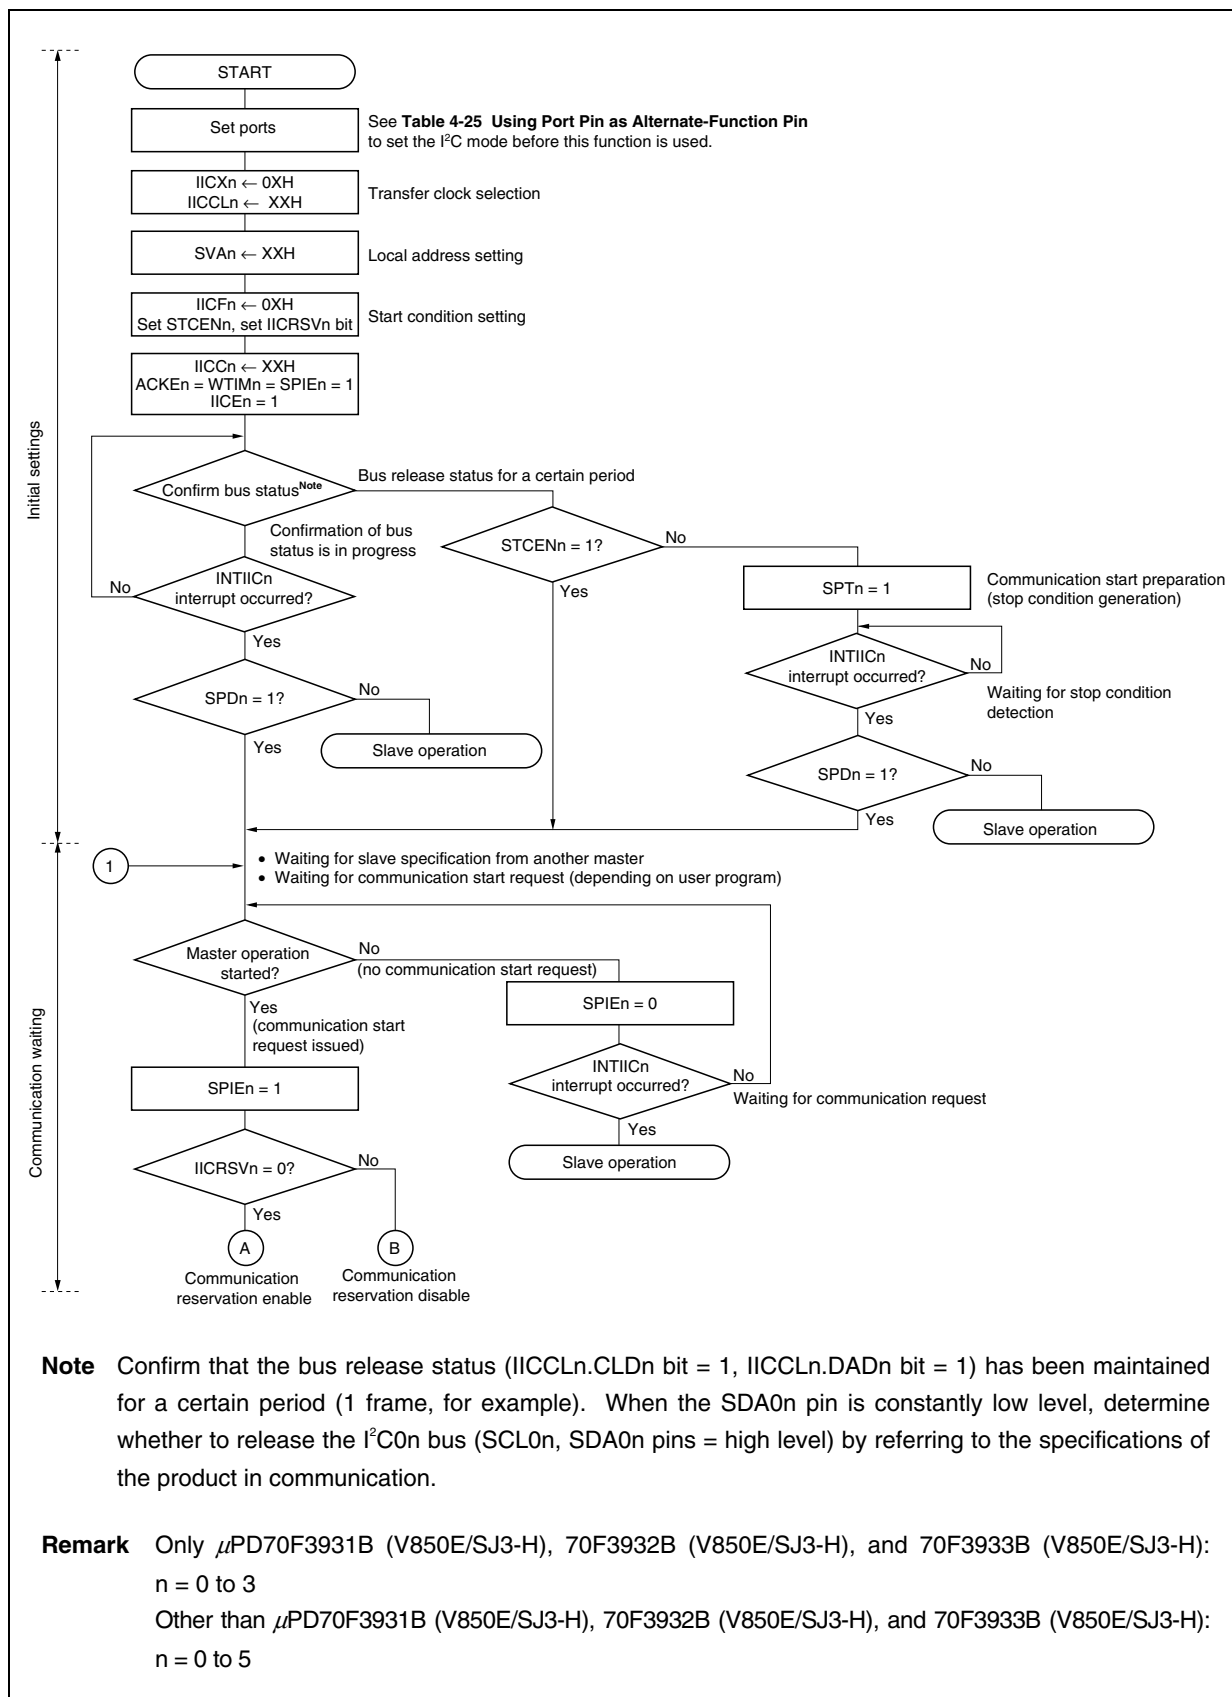 START
Set ports
See Table 4-25 Using Port Pin as Alternate-Function Pin
to set the I²C mode before this function is used.
IICXn ← 0XH
IICCLn ← XXH
Transfer clock selection
SVAn ← XXH
Local address setting
IICFn ← 0XH
Set STCENn, set IICRSVn bit
Start condition setting
IICCn ← XXH
ACKEn = WTIMn = SPIEn = 1
IICEn = 1
Initial settings
Confirm bus status^Note
Bus release status for a certain period
Confirmation of bus
status is in progress
STCENn = 1?
No
Yes
INTIICn
interrupt occurred?
No
Yes
SPTn = 1
Communication start preparation
(stop condition generation)
INTIICn
interrupt occurred?
No
Waiting for stop condition
detection
Yes
SPDn = 1?
No
Yes
Slave operation
SPDn = 1?
No
Yes
Slave operation
Communication waiting
1
• Waiting for slave specification from another master
• Waiting for communication start request (depending on user program)
Master operation
started?
No
(no communication start request)
Yes
(communication start
request issued)
SPIEn = 0
INTIICn
interrupt occurred?
No
Waiting for communication request
Yes
Slave operation
SPIEn = 1
IICRSVn = 0?
No
Yes
A
B
Communication
reservation enable
Communication
reservation disable
Note Confirm that the bus release status (IICCLn.CLDn bit = 1, IICCLn.DADn bit = 1) has been maintained
for a certain period (1 frame, for example). When the SDA0n pin is constantly low level, determine
whether to release the I²C0n bus (SCL0n, SDA0n pins = high level) by referring to the specifications of
the product in communication.
Remark Only μPD70F3931B (V850E/SJ3-H), 70F3932B (V850E/SJ3-H), and 70F3933B (V850E/SJ3-H):
n = 0 to 3
Other than μPD70F3931B (V850E/SJ3-H), 70F3932B (V850E/SJ3-H), and 70F3933B (V850E/SJ3-H):
n = 0 to 5